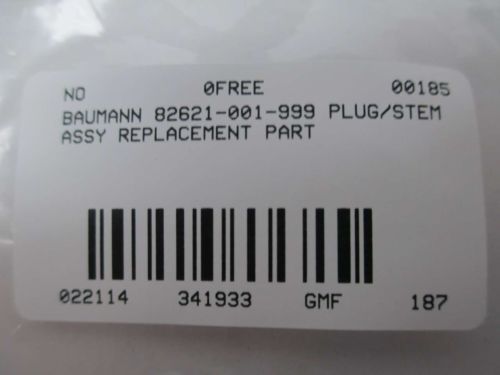 NO 0FREE 00185
BAUMANN 82621-001-999 PLUG/STEM
ASSY REPLACEMENT PART
022114 341933 GMF 187